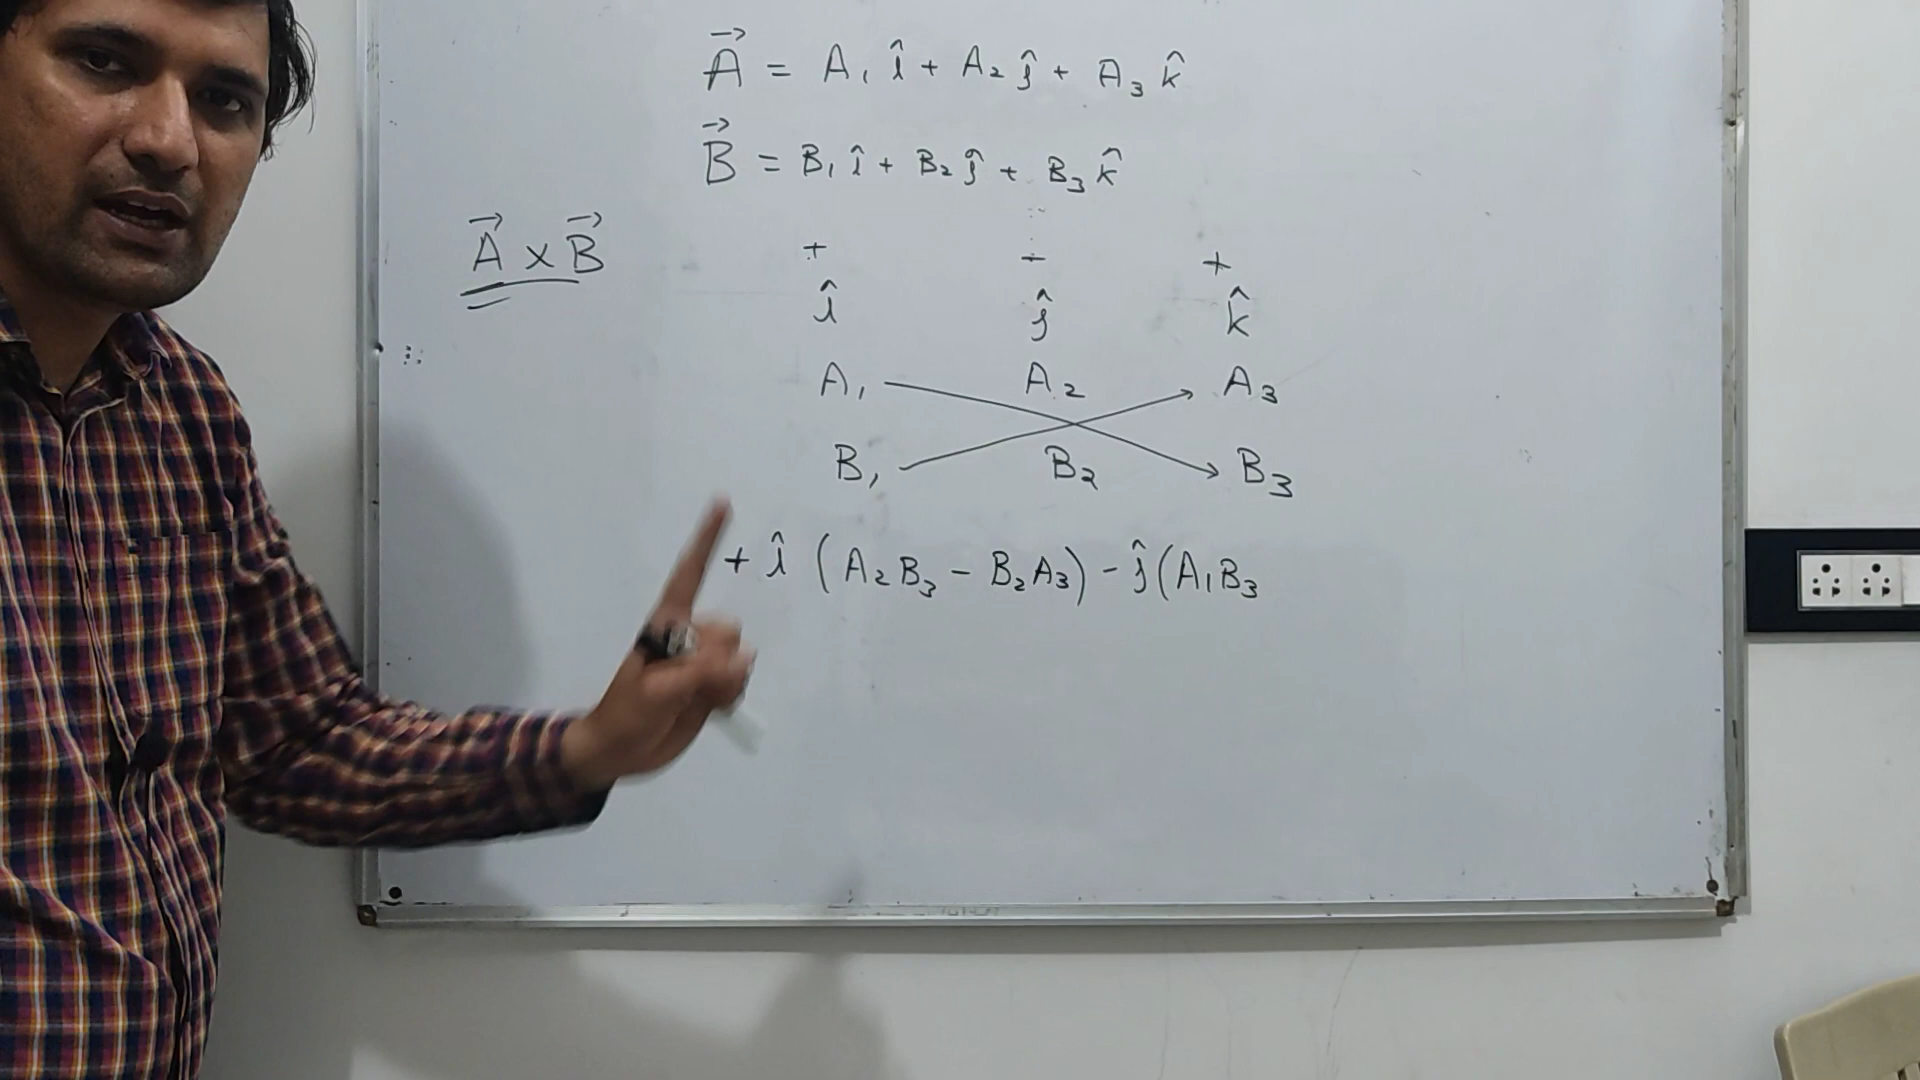 A⃗ = A₁ î + A₂ ĵ + A₃ k̂
B⃗ = B₁ î + B₂ ĵ + B₃ k̂
A⃗ × B⃗
+ − +
î ĵ k̂
A₁ A₂ A₃
B₁ B₂ B₃
+ î (A₂B₃ − B₂A₃) − ĵ (A₁B₃